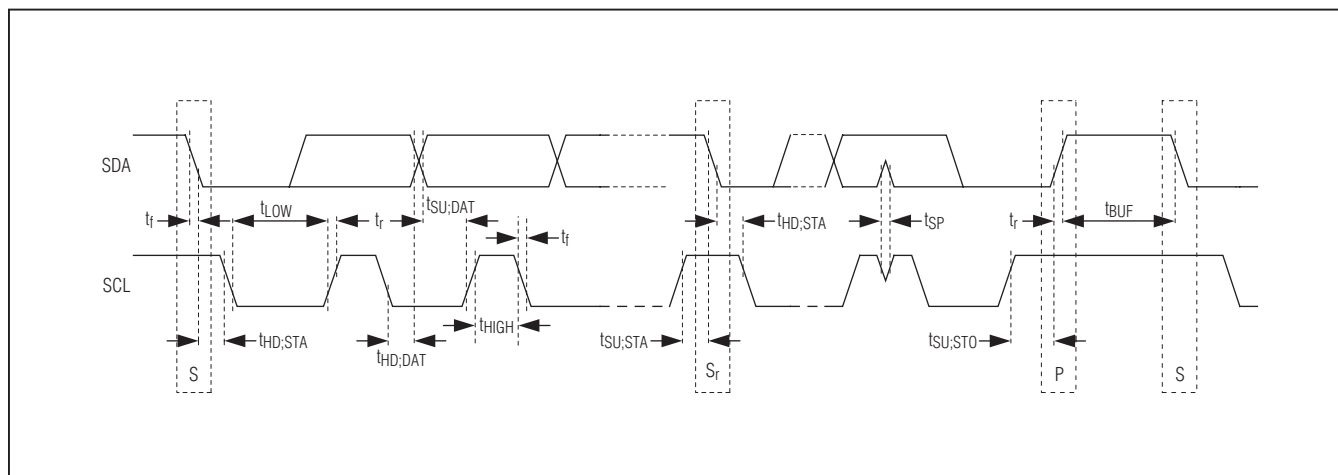 SDA
tf
tLOW
tr
tSU;DAT
tf
tHD;STA
tSP
tr
tBUF
SCL
tHD;STA
tHD;DAT
tHIGH
tSU;STA
tSU;STO
S
Sr
P
S